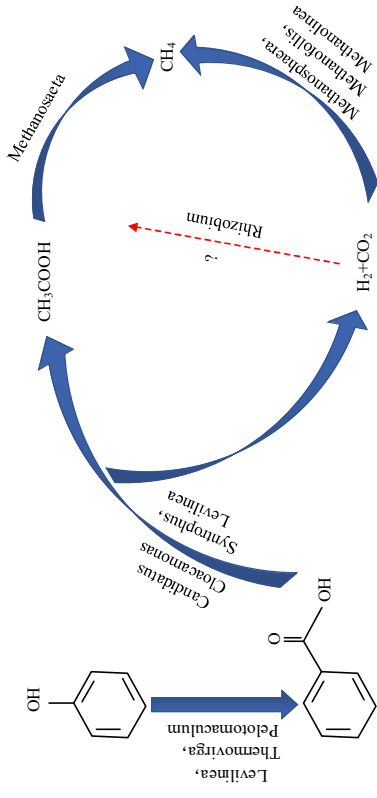 OH
Levilinea,
Thermovirga,
Pelotomaculum
O
OH
Candidatus
Cloacamonas
Syntrophus,
Levilinea
CH3COOH
H2+CO2
?
Rhizobium
Methanosaeta
Methanosphaera,
Methanofollis,
Methanolinea
CH4